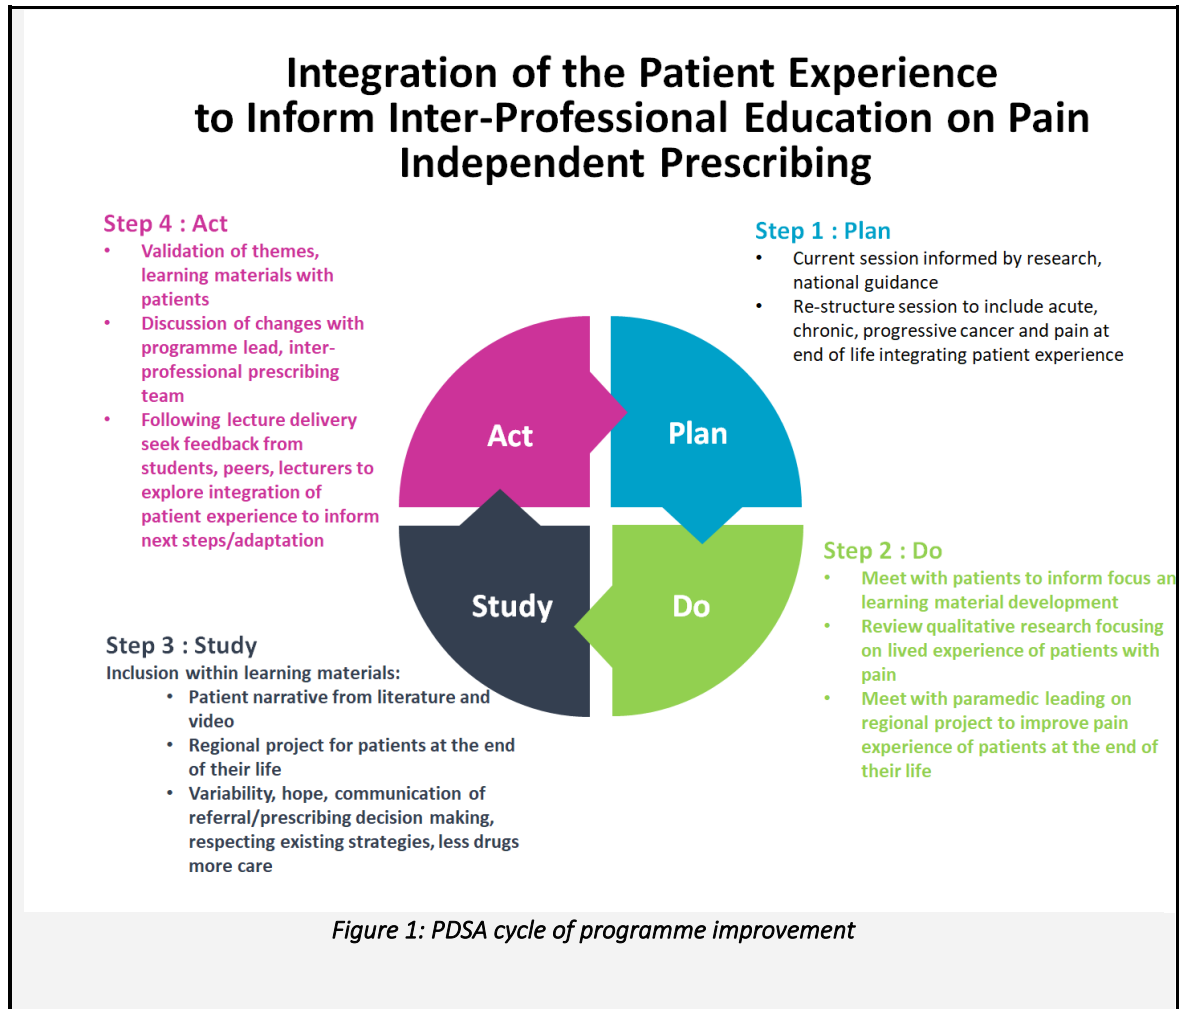 Integration of the Patient Experience
to Inform Inter-Professional Education on Pain
Independent Prescribing
Step 4 : Act
• Validation of themes,
learning materials with
patients
• Discussion of changes with
programme lead, inter-
professional prescribing
team
• Following lecture delivery
seek feedback from
students, peers, lecturers to
explore integration of
patient experience to inform
next steps/adaptation
Step 1 : Plan
• Current session informed by research,
national guidance
• Re-structure session to include acute,
chronic, progressive cancer and pain at
end of life integrating patient experience
Act
Plan
Study
Do
Step 2 : Do
• Meet with patients to inform focus an
learning material development
• Review qualitative research focusing
on lived experience of patients with
pain
• Meet with paramedic leading on
regional project to improve pain
experience of patients at the end of
their life
Step 3 : Study
Inclusion within learning materials:
• Patient narrative from literature and
video
• Regional project for patients at the end
of their life
• Variability, hope, communication of
referral/prescribing decision making,
respecting existing strategies, less drugs
more care
Figure 1: PDSA cycle of programme improvement